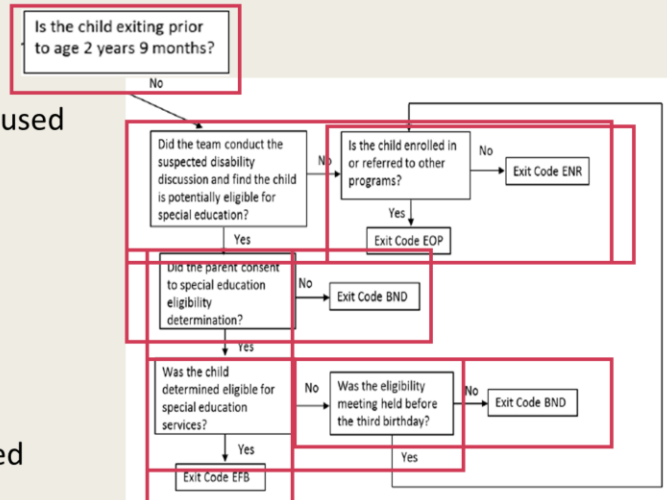 Is the child exiting prior
to age 2 years 9 months?
No
used
Did the team conduct the
suspected disability
discussion and find the child
is potentially eligible for
special education?
No
Is the child enrolled in
or referred to other
programs?
No
Exit Code ENR
Yes
Exit Code EOP
Yes
Did the parent consent
to special education
eligibility
determination?
No
Exit Code BND
Yes
Was the child
determined eligible for
special education
services?
No
Was the eligibility
meeting held before
the third birthday?
No
Exit Code BND
Yes
Yes
Exit Code EFB
ed